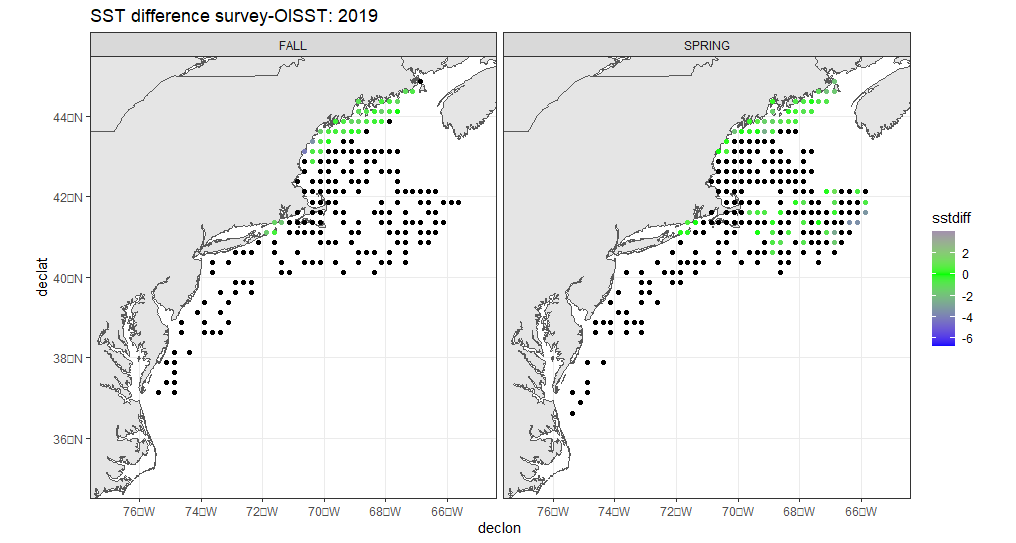 SST difference survey-OISST: 2019
FALL
SPRING
declat
44□N
42□N
40□N
38□N
36□N
76□W 74□W 72□W 70□W 68□W 66□W
76□W 74□W 72□W 70□W 68□W 66□W
declon
sstdiff
2
0
-2
-4
-6